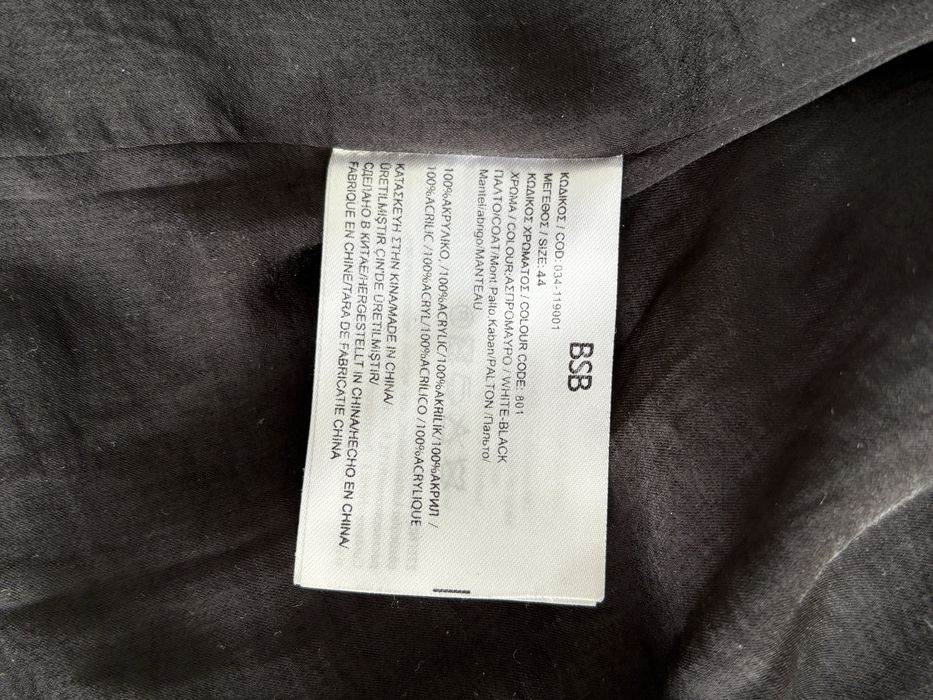 BSB
ΚΩΔΙΚΟΣ / COD: 034-119001
ΜΕΓΕΘΟΣ / SIZE: 44
ΚΩΔΙΚΟΣ ΧΡΩΜΑΤΟΣ / COLOUR CODE: 801
ΧΡΩΜΑ / COLOUR:ΑΣΠΡΟΜΑΥΡΟ / WHITE-BLACK
ΠΑΛΤΟ/COAT/Mont Palto,Kaban/PALTON /Пальто/
Mantel/abrigo/MANTEAU
100%ΑΚΡΥΛΙΚΟ, /100%ACRYLIC/100%AKRİLİK/100%АКРИЛ /
100%ACRILIC /100%ACRYL/100%ACRILICO /100%ACRYLIQUE
ΚΑΤΑΣΚΕΥΗ ΣΤΗΝ ΚΙΝΑ/MADE IN CHINA/
ÜRETILMIŞTIR ÇIN'DE ÜRETILMIŞTIR/
СДЕЛАНО В КИТАЕ/HERGESTELLT IN CHINA/HECHO EN CHINA/
FABRIQUE EN CHINE/TARA DE FABRICATIE CHINA